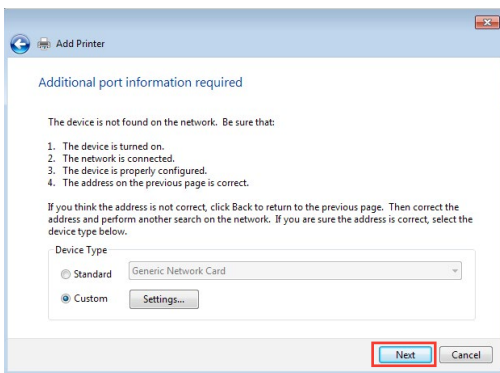 Add Printer
Additional port information required
The device is not found on the network. Be sure that:
1. The device is turned on.
2. The network is connected.
3. The device is properly configured.
4. The address on the previous page is correct.
If you think the address is not correct, click Back to return to the previous page. Then correct the
address and perform another search on the network. If you are sure the address is correct, select the
device type below.
Device Type
Standard Generic Network Card
Custom Settings...
Next Cancel